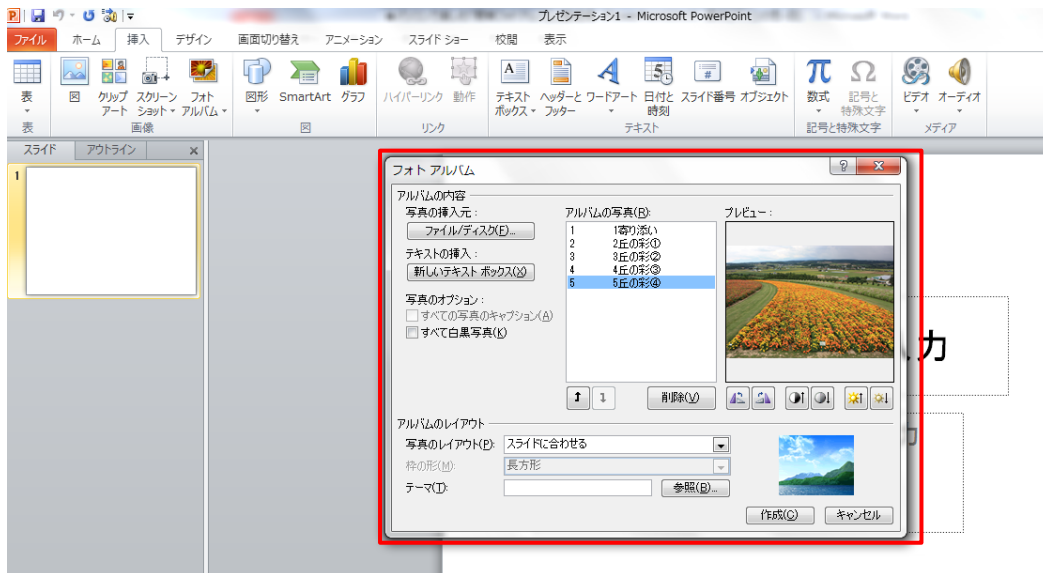 プレゼンテーション1 - Microsoft PowerPoint
ファイル ホーム 挿入 デザイン 画面切り替え アニメーション スライド ショー 校閲 表示
表 図 クリップ アート スクリーン ショット フォト アルバム 図形 SmartArt グラフ ハイパーリンク 動作 テキスト ボックス ヘッダーと フッター ワードアート 日付と 時刻 スライド番号 オブジェクト 数式 記号と 特殊文字 ビデオ オーディオ
表 画像 図 リンク テキスト 記号と特殊文字 メディア
スライド アウトライン x
1
フォト アルバム
アルバムの内容
写真の挿入元: アルバムの写真(R): プレビュー:
ファイル/ディスク(F)...
1 1寄り添い
2 2丘の彩①
テキストの挿入:
3 3丘の彩②
新しいテキスト ボックス(X)
4 4丘の彩③
5 5丘の彩④
写真のオプション:
すべての写真のキャプション(A)
すべて白黒写真(K)
力
削除(V)
アルバムのレイアウト
写真のレイアウト(P): スライドに合わせる
枠の形(M): 長方形
テーマ(T): 参照(B)...
作成(C) キャンセル